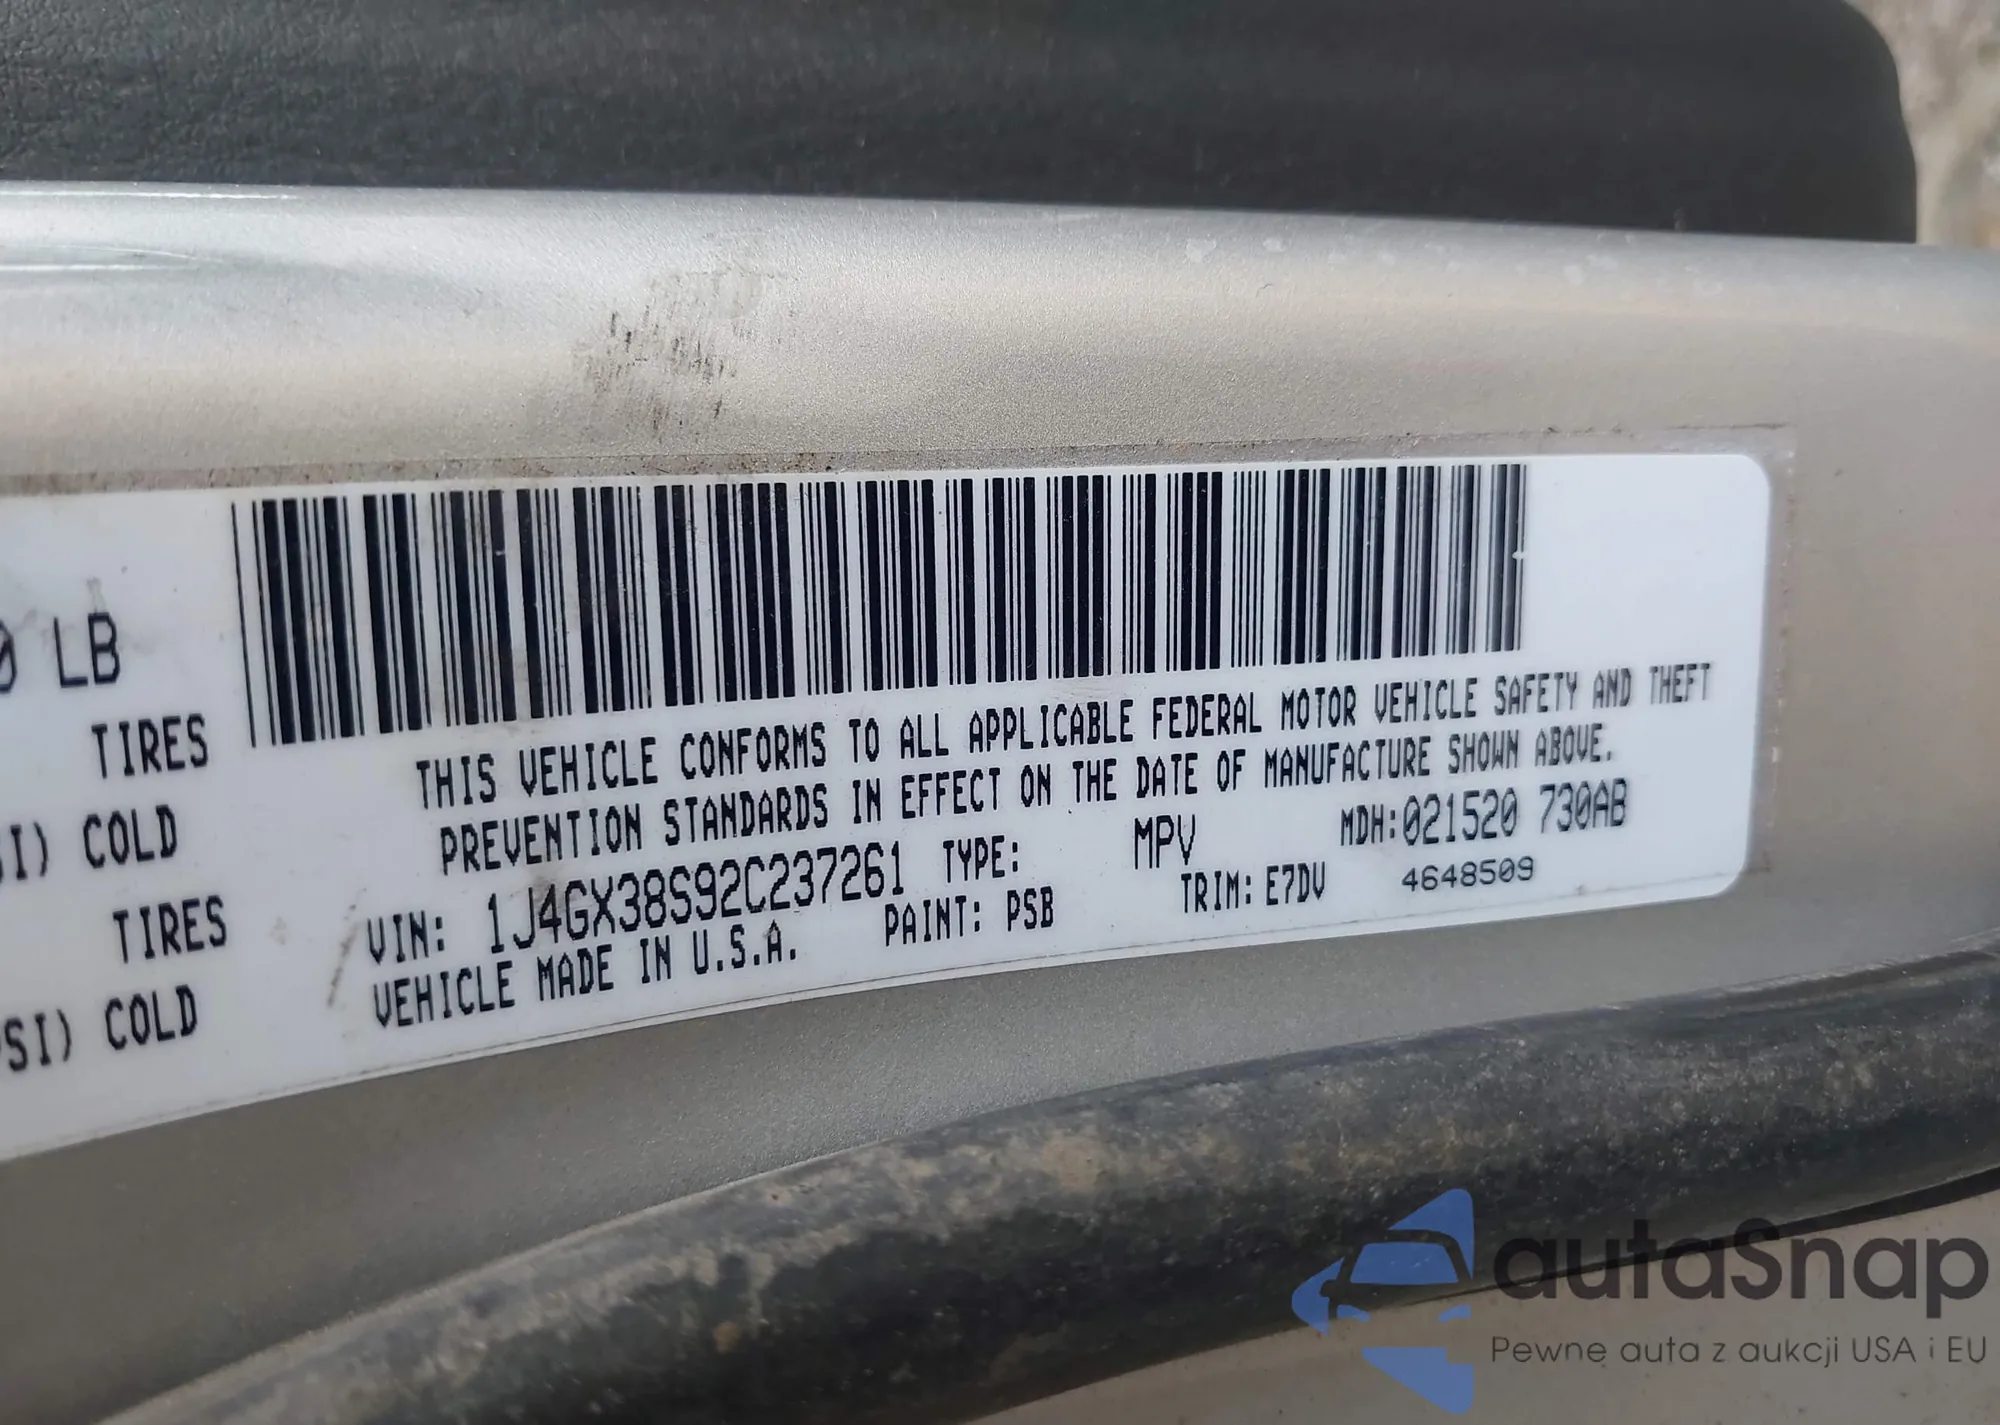 0 LB
TIRES
SI) COLD
TIRES
PSI) COLD
THIS VEHICLE CONFORMS TO ALL APPLICABLE FEDERAL MOTOR VEHICLE SAFETY AND THEFT
PREVENTION STANDARDS IN EFFECT ON THE DATE OF MANUFACTURE SHOWN ABOVE.
VIN: 1J4GX38S92C237261 TYPE: MPV MDH:021520 730AB
VEHICLE MADE IN U.S.A. PAINT: PSB TRIM: E7DV 4648509
autaSnap
Pewne auta z aukcji USA i EU